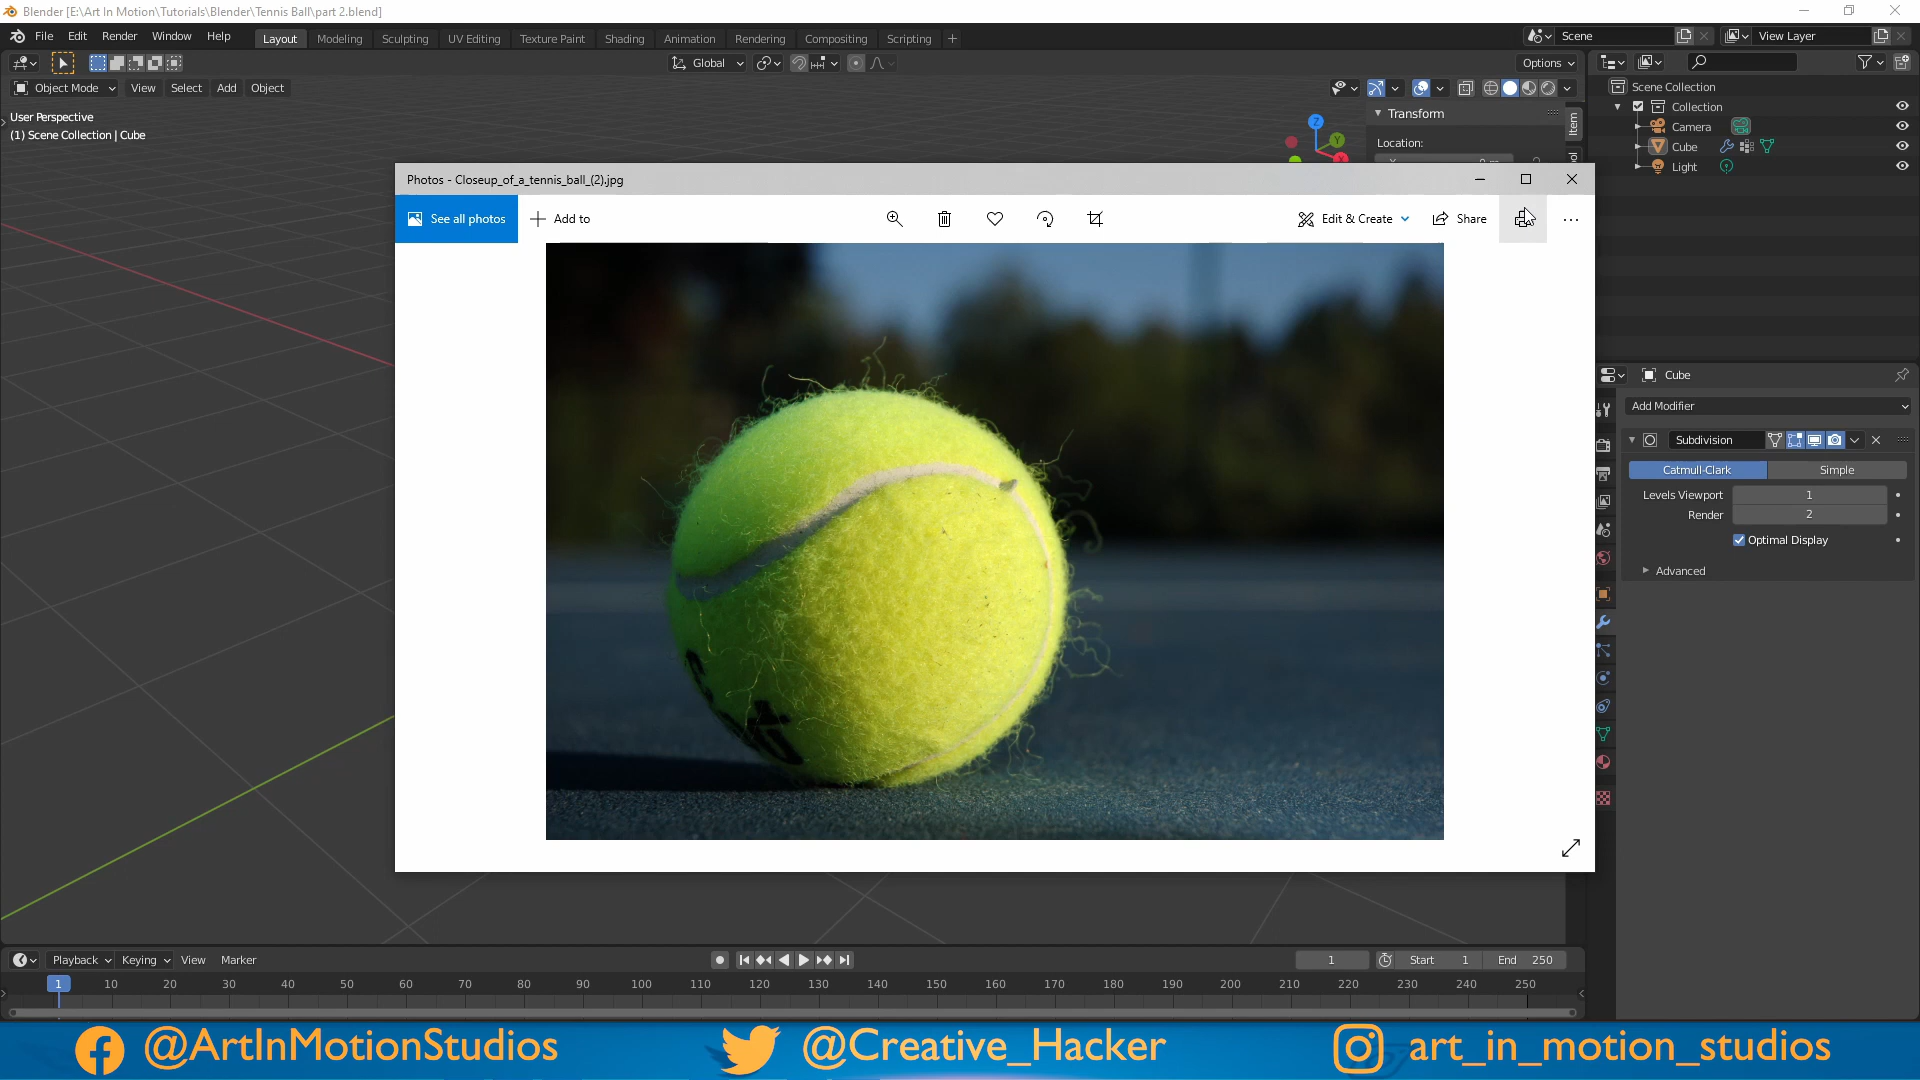 Blender [E:\Art In Motion\Tutorials\Blender\Tennis Ball\part 2.blend]
File Edit Render Window Help Layout Modeling Sculpting UV Editing Texture Paint Shading Animation Rendering Compositing Scripting Scene View Layer
Global Options
Object Mode View Select Add Object
User Perspective
(1) Scene Collection | Cube
Transform
Location:
Item
Z
Y
Scene Collection
Collection
Camera
Cube
Light
Photos - Closeup_of_a_tennis_ball_(2).jpg
See all photos Add to Edit & Create Share
Cube
Add Modifier
Subdivision
Catmull-Clark Simple
Levels Viewport 1
Render 2
Optimal Display
Advanced
Playback Keying View Marker 1 Start 1 End 250
1 10 20 30 40 50 60 70 80 90 100 110 120 130 140 150 160 170 180 190 200 210 220 230 240 250
@ArtInMotionStudios @Creative_Hacker art_in_motion_studios